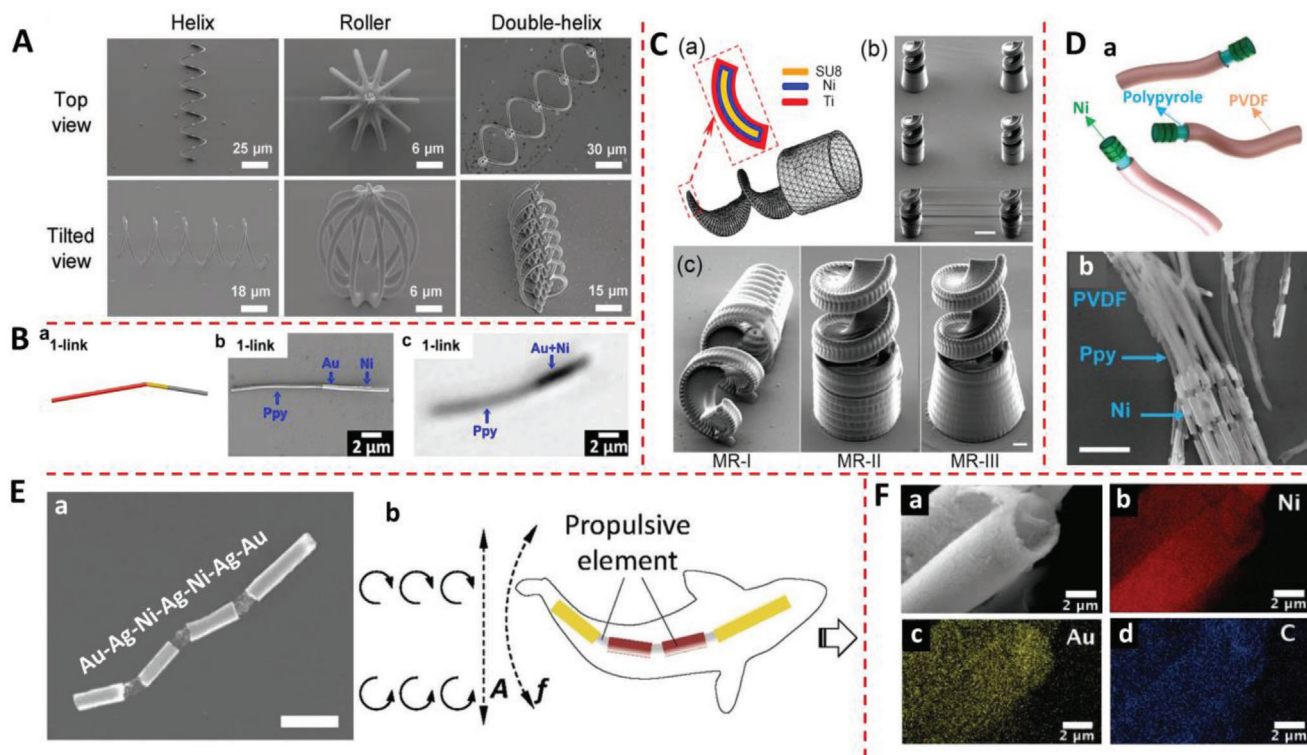 A
Helix
Roller
Double-helix
Top
view
25 µm
6 µm
30 µm
Tilted
view
18 µm
6 µm
15 µm
B
a
1-link
b
1-link
Au
Ni
Ppy
2 µm
c
1-link
Au+Ni
Ppy
2 µm
C
(a)
SU8
Ni
Ti
(b)
(c)
MR-I
MR-II
MR-III
D
a
Ni
Polypyrole
PVDF
b
PVDF
Ppy
Ni
E
a
Au-Ag-Ni-Ag-Ni-Ag-Au
b
Propulsive
element
A
f
F
a
2 µm
b
Ni
2 µm
c
Au
2 µm
d
C
2 µm